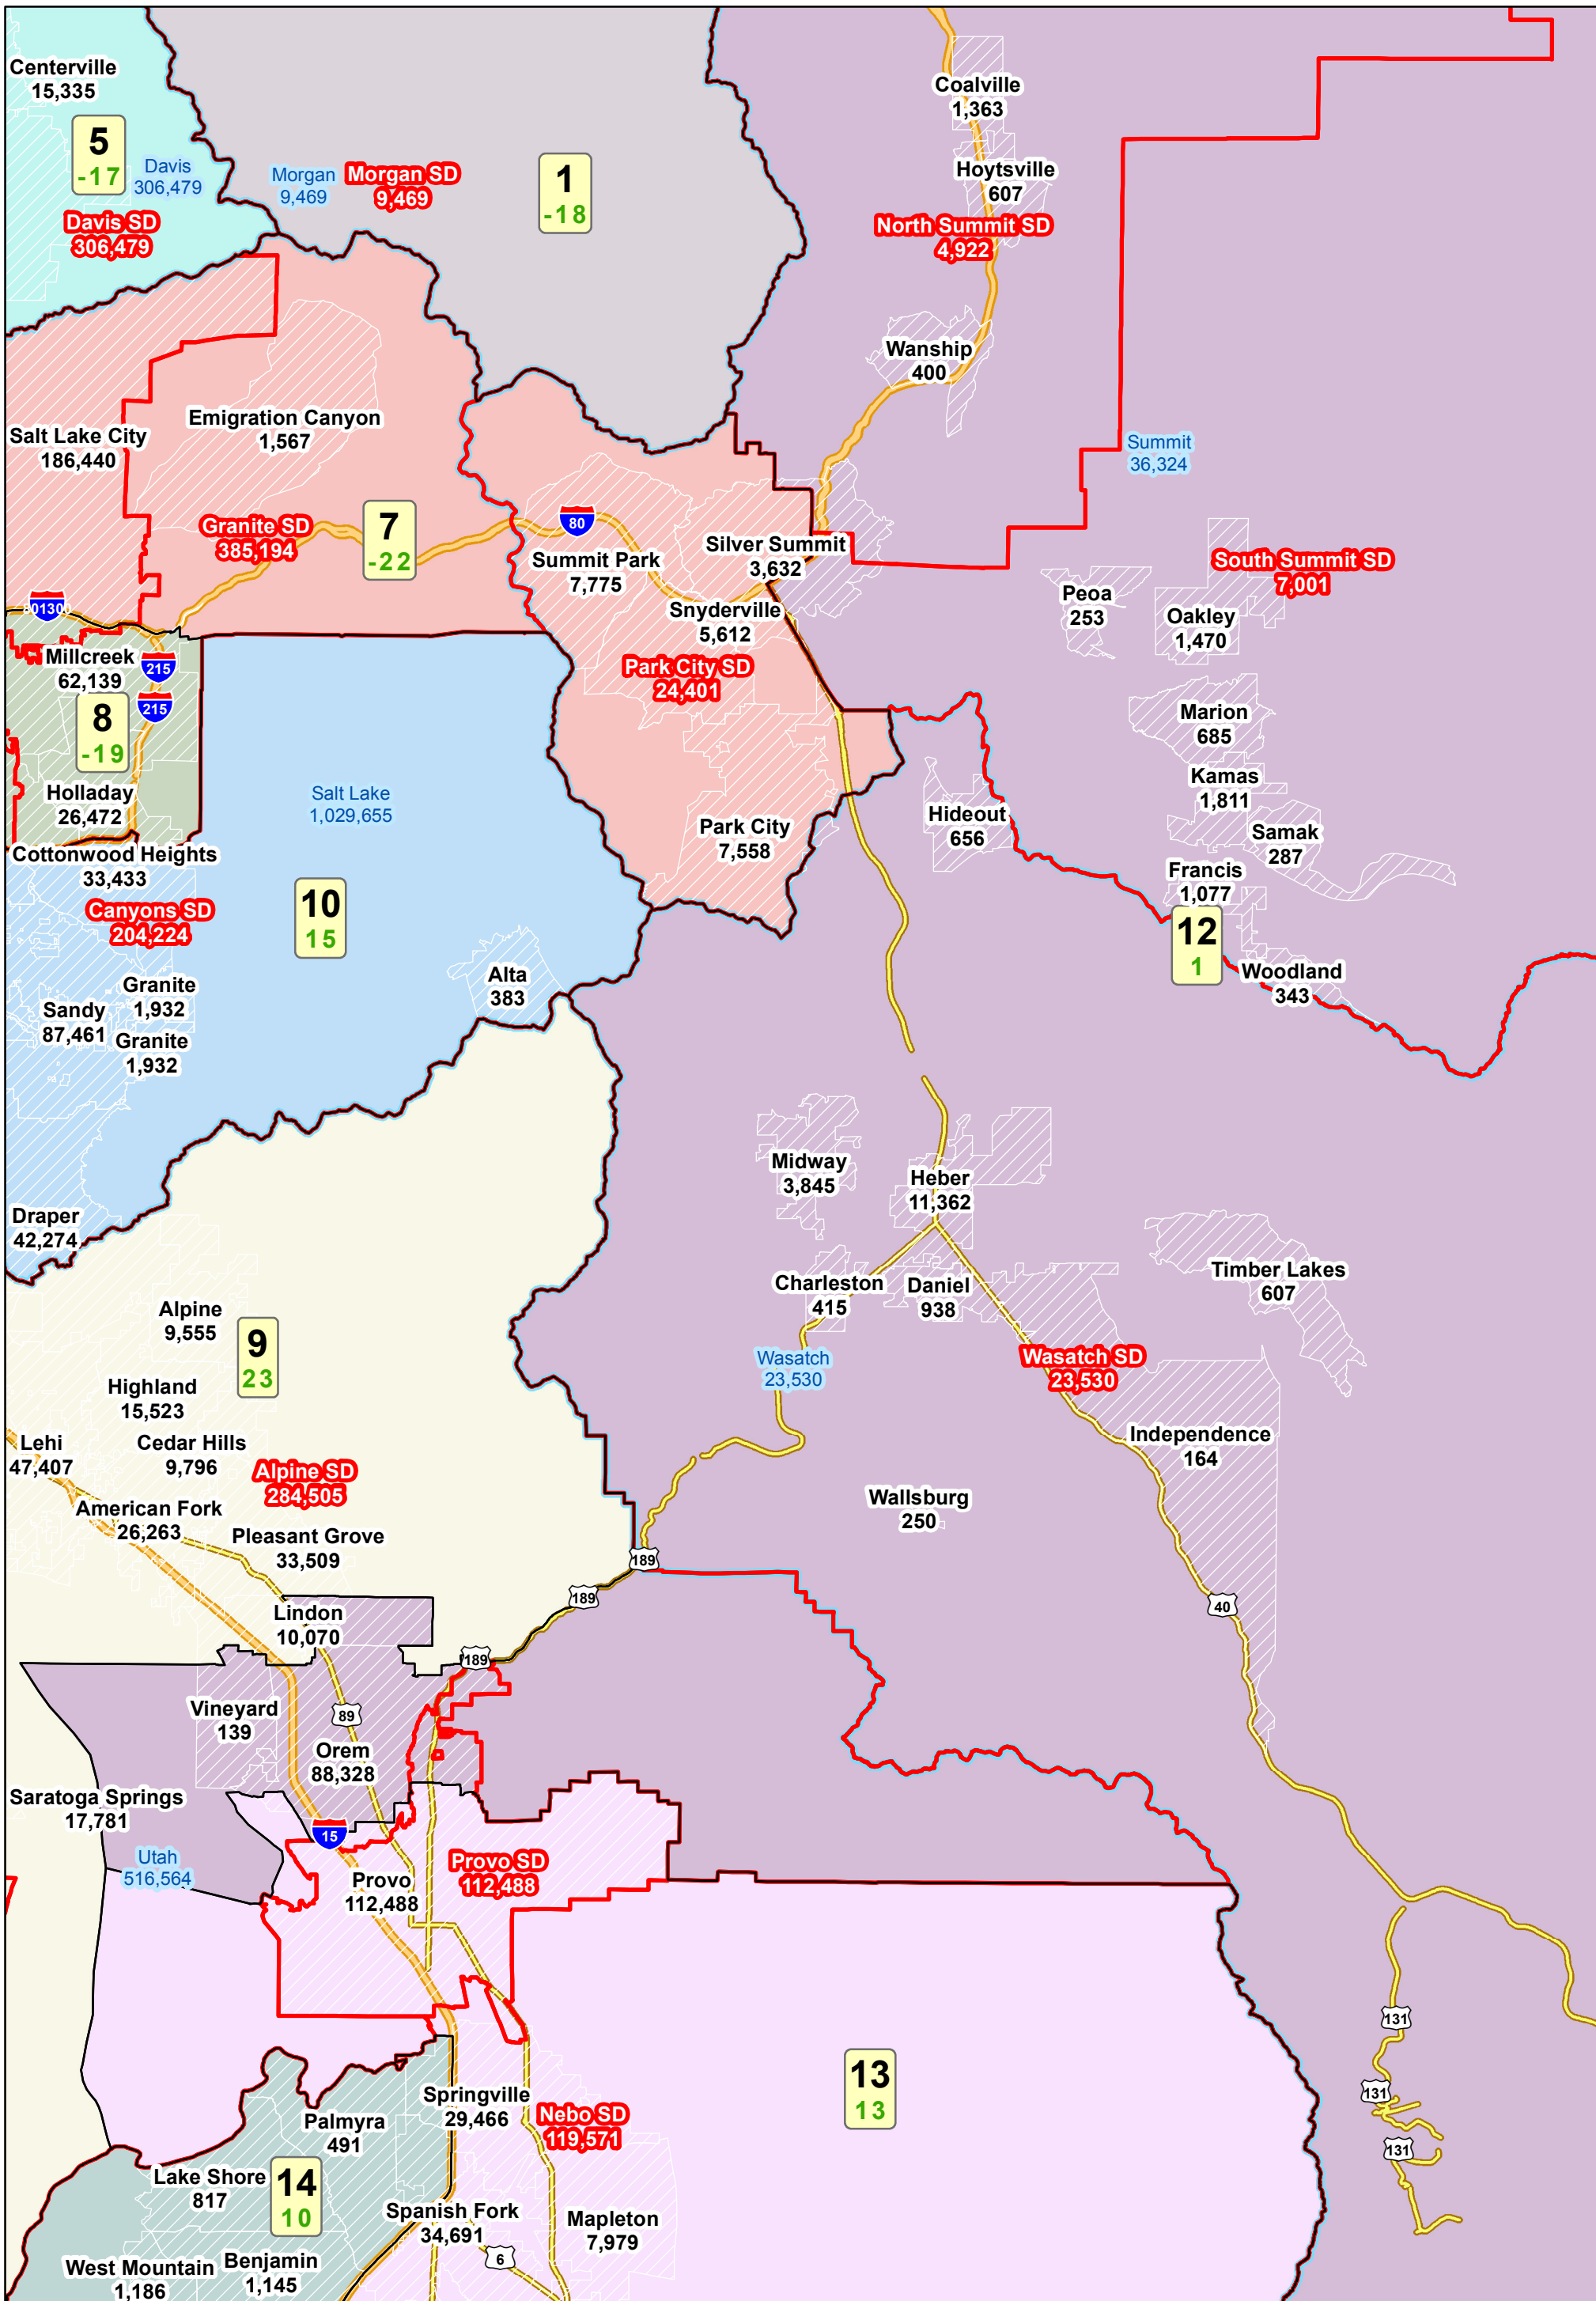 Centerville
15,335
5
-17
Davis
306,479
Davis SD
306,479
Morgan
9,469
Morgan SD
9,469
1
-18
Coalville
1,363
Hoytsville
607
North Summit SD
4,922
Wanship
400
Salt Lake City
186,440
Emigration Canyon
1,567
Summit
36,324
Granite SD
385,194
7
-22
80
Summit Park
7,775
Silver Summit
3,632
South Summit SD
7,001
Peoa
253
Oakley
1,470
Snyderville
5,612
Park City SD
24,401
Millcreek
62,139
215
215
8
-19
Marion
685
Kamas
1,811
Holladay
26,472
Salt Lake
1,029,655
Hideout
656
Park City
7,558
Samak
287
Cottonwood Heights
33,433
Francis
1,077
Canyons SD
204,224
10
15
12
1
Woodland
343
Alta
383
Granite
1,932
Sandy
87,461
Granite
1,932
Midway
3,845
Heber
11,362
Draper
42,274
Charleston
415
Daniel
938
Timber Lakes
607
Alpine
9,555
9
23
Wasatch
23,530
Wasatch SD
23,530
Highland
15,523
Lehi
47,407
Cedar Hills
9,796
Alpine SD
284,505
Independence
164
American Fork
26,263
Pleasant Grove
33,509
Wallsburg
250
189
189
189
40
Lindon
10,070
Vineyard
139
89
Orem
88,328
Saratoga Springs
17,781
15
Utah
516,564
Provo SD
112,488
Provo
112,488
131
131
131
13
13
Springville
29,466
Nebo SD
119,571
Palmyra
491
Lake Shore
817
14
10
Spanish Fork
34,691
Mapleton
7,979
6
West Mountain
1,186
Benjamin
1,145